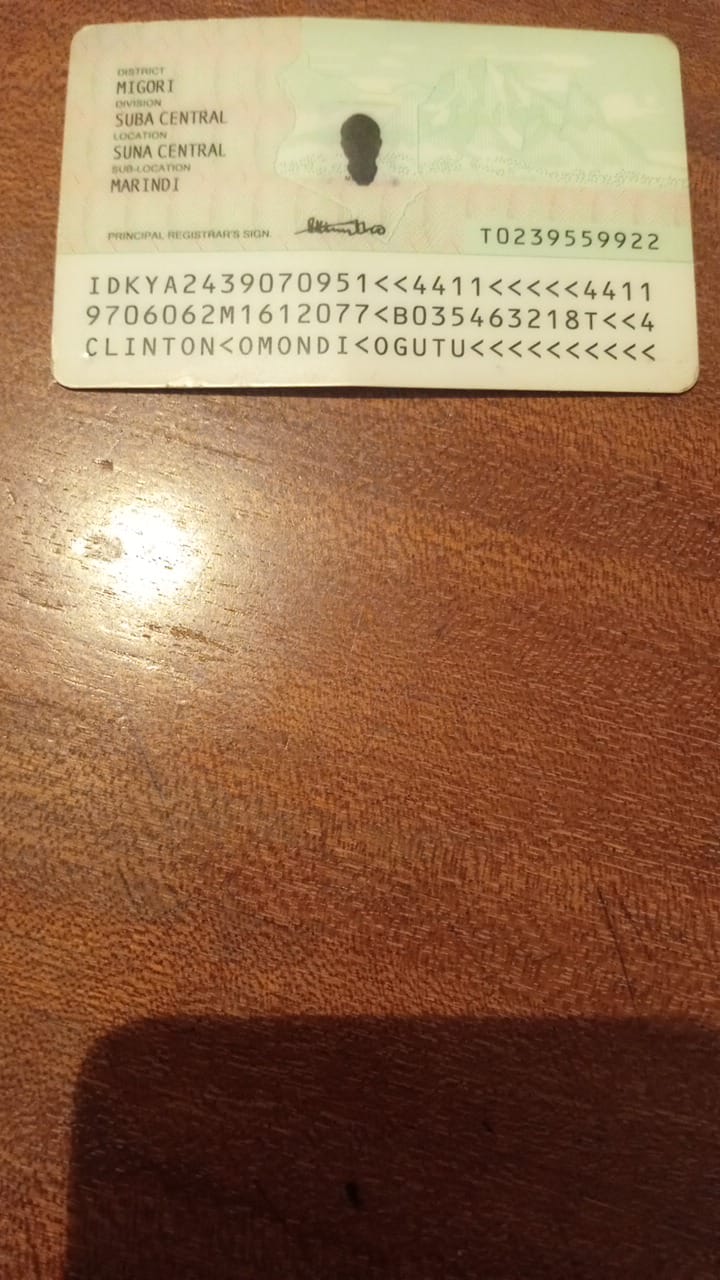 DISTRICT
MIGORI
DIVISION
SUBA CENTRAL
LOCATION
SUNA CENTRAL
SUB-LOCATION
MARINDI
PRINCIPAL REGISTRAR'S SIGN.
T0239559922
IDKYA2439070951<<4411<<<<<4411
9706062M1612077<B035463218T<<4
CLINTON<OMONDI<OGUTU<<<<<<<<<<